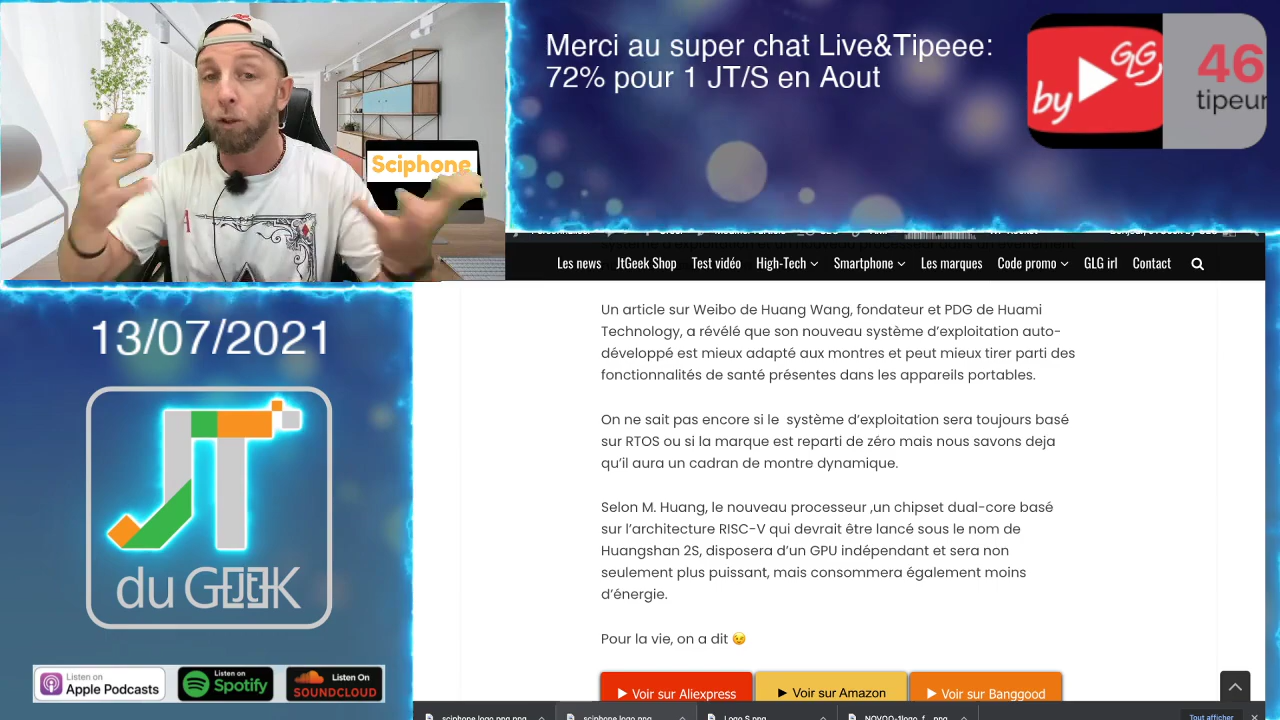 Sciphone
Merci au super chat Live&Tipeee:
72% pour 1 JT/S en Aout
by GLG
46
tipeur
Les news JtGeek Shop Test vidéo High-Tech Smartphone Les marques Code promo GLG irl Contact
13/07/2021
JT
du GEEK
Jt
Listen on
Apple Podcasts
Listen on
Spotify
Listen On
SOUNDCLOUD
Un article sur Weibo de Huang Wang, fondateur et PDG de Huami
Technology, a révélé que son nouveau système d’exploitation auto-
développé est mieux adapté aux montres et peut mieux tirer parti des
fonctionnalités de santé présentes dans les appareils portables.
On ne sait pas encore si le système d’exploitation sera toujours basé
sur RTOS ou si la marque est reparti de zéro mais nous savons deja
qu’il aura un cadran de montre dynamique.
Selon M. Huang, le nouveau processeur ,un chipset dual-core basé
sur l’architecture RISC-V qui devrait être lancé sous le nom de
Huangshan 2S, disposera d’un GPU indépendant et sera non
seulement plus puissant, mais consommera également moins
d’énergie.
Pour la vie, on a dit 😉
▶ Voir sur Aliexpress ▶ Voir sur Amazon ▶ Voir sur Banggood
Tout afficher